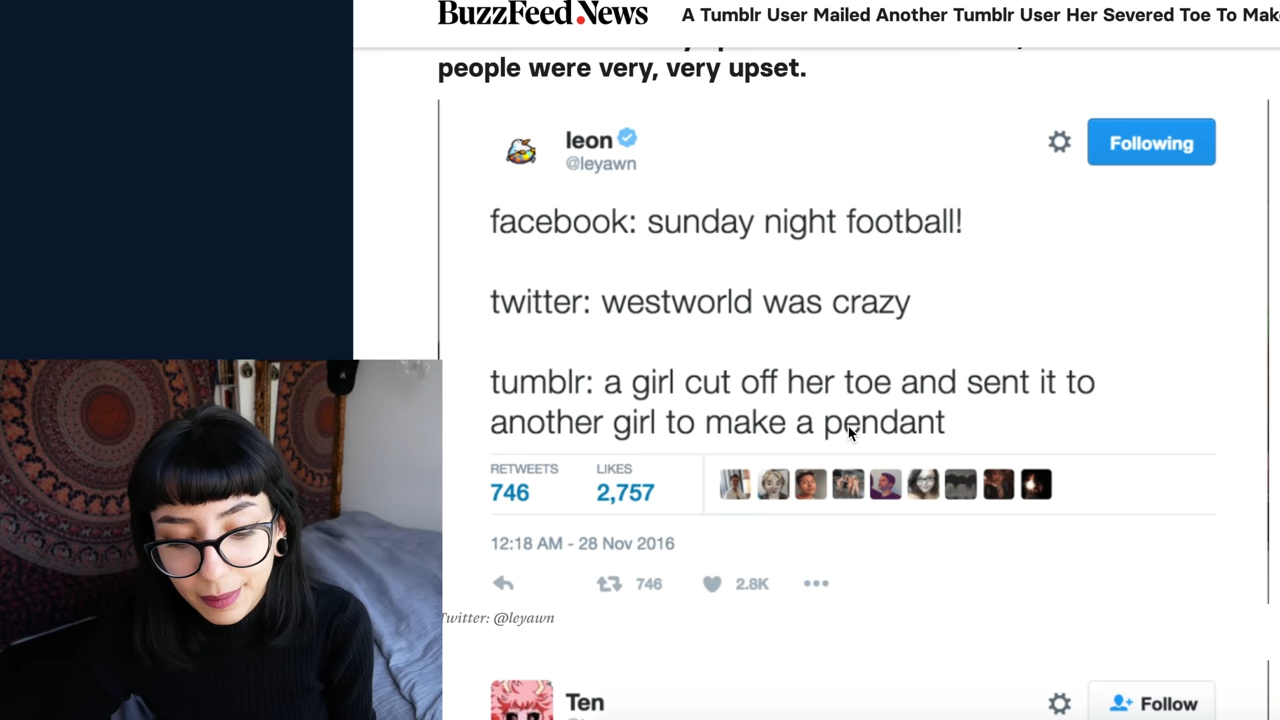 BuzzFeed News
A Tumblr User Mailed Another Tumblr User Her Severed Toe To Mak
people were very, very upset.
leon
@leyawn
Following
facebook: sunday night football!
twitter: westworld was crazy
tumblr: a girl cut off her toe and sent it to
another girl to make a pendant
RETWEETS
746
LIKES
2,757
12:18 AM - 28 Nov 2016
746
2.8K
Twitter: @leyawn
Ten
Follow